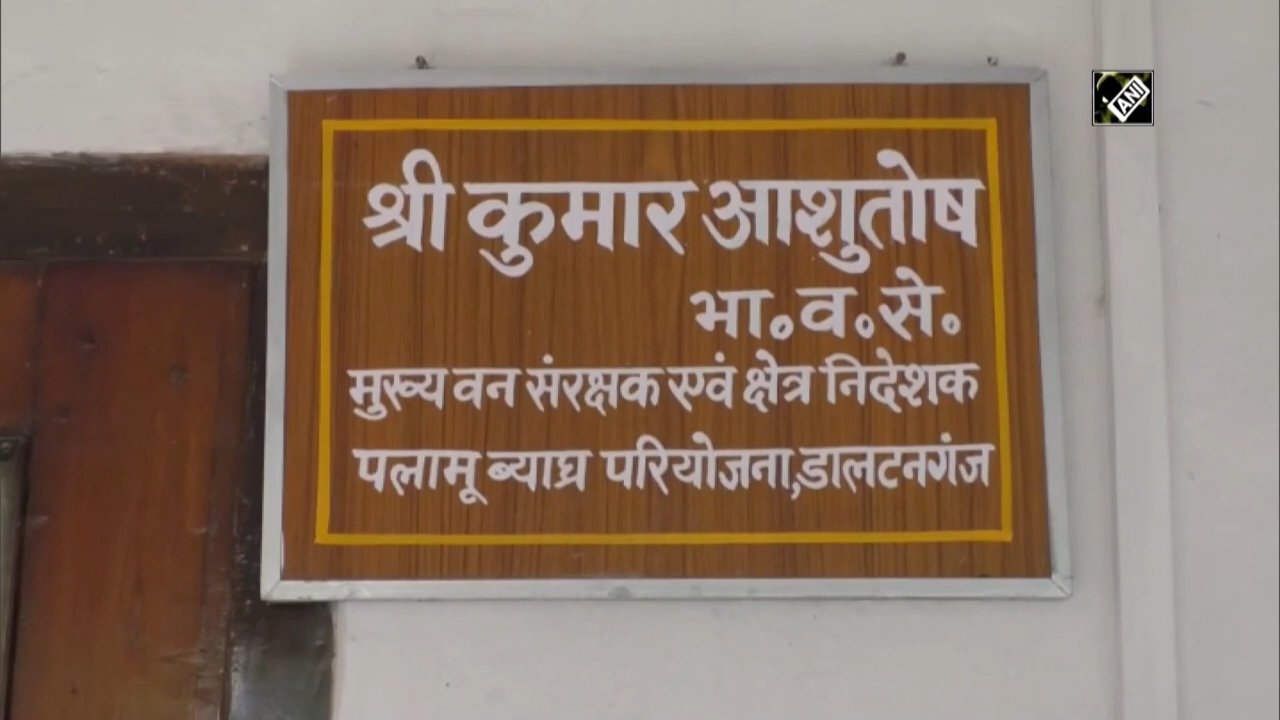 ANI
श्री कुमार आशुतोष
भा.व.से.
मुख्य वन संरक्षक एवं क्षेत्र निदेशक
पलामू ब्याघ्र परियोजना,डालटनगंज